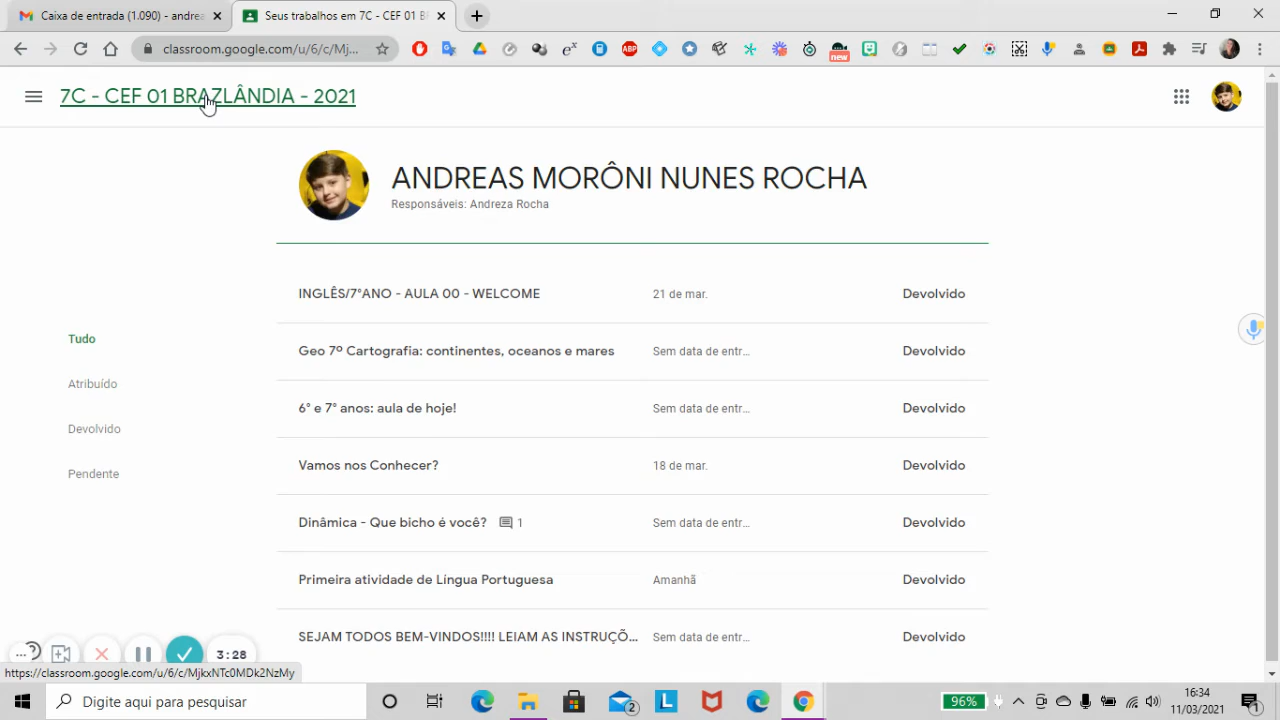 Caixa de entrada (1.090) - andrea
Seus trabalhos em 7C - CEF 01 B
classroom.google.com/u/6/c/Mj...
ABP
new
7C - CEF 01 BRAZLÂNDIA - 2021
ANDREAS MORÔNI NUNES ROCHA
Responsáveis: Andreza Rocha
INGLÊS/7°ANO - AULA 00 - WELCOME 21 de mar. Devolvido
Geo 7º Cartografia: continentes, oceanos e mares Sem data de entr... Devolvido
Tudo
Atribuído
6° e 7° anos: aula de hoje! Sem data de entr... Devolvido
Devolvido
Vamos nos Conhecer? 18 de mar. Devolvido
Pendente
Dinâmica - Que bicho é você? 1 Sem data de entr... Devolvido
Primeira atividade de Língua Portuguesa Amanhã Devolvido
SEJAM TODOS BEM-VINDOS!!!! LEIAM AS INSTRUÇÕ... Sem data de entr... Devolvido
3:28
https://classroom.google.com/u/6/c/MjkxNTc0MDk2NzMy
Digite aqui para pesquisar
2
L
96%
16:34
11/03/2021
1